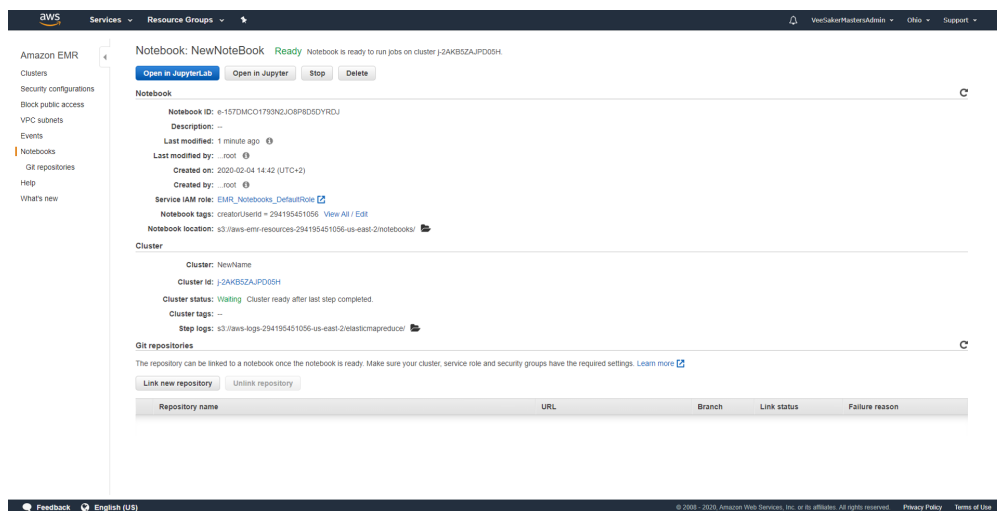 aws Services Resource Groups VeeSakerMastersAdmin Ohio Support
Amazon EMR
Clusters
Security configurations
Block public access
VPC subnets
Events
Notebooks
Git repositories
Help
What's new
Notebook: NewNoteBook Ready Notebook is ready to run jobs on cluster j-2AKB5ZAJPD05H.
Open in JupyterLab Open in Jupyter Stop Delete
Notebook
Notebook ID: e-157DMCO1793N2JO8P8D5DYRDJ
Description: --
Last modified: 1 minute ago
Last modified by: ...root
Created on: 2020-02-04 14:42 (UTC+2)
Created by: ...root
Service IAM role: EMR_Notebooks_DefaultRole
Notebook tags: creatorUserId = 294195451056 View All / Edit
Notebook location: s3://aws-emr-resources-294195451056-us-east-2/notebooks/
Cluster
Cluster: NewName
Cluster Id: j-2AKB5ZAJPD05H
Cluster status: Waiting Cluster ready after last step completed.
Cluster tags: --
Step logs: s3://aws-logs-294195451056-us-east-2/elasticmapreduce/
Git repositories
The repository can be linked to a notebook once the notebook is ready. Make sure your cluster, service role and security groups have the required settings. Learn more
Link new repository Unlink repository
Repository name URL Branch Link status Failure reason
Feedback English (US) © 2008 - 2020, Amazon Web Services, Inc. or its affiliates. All rights reserved. Privacy Policy Terms of Use